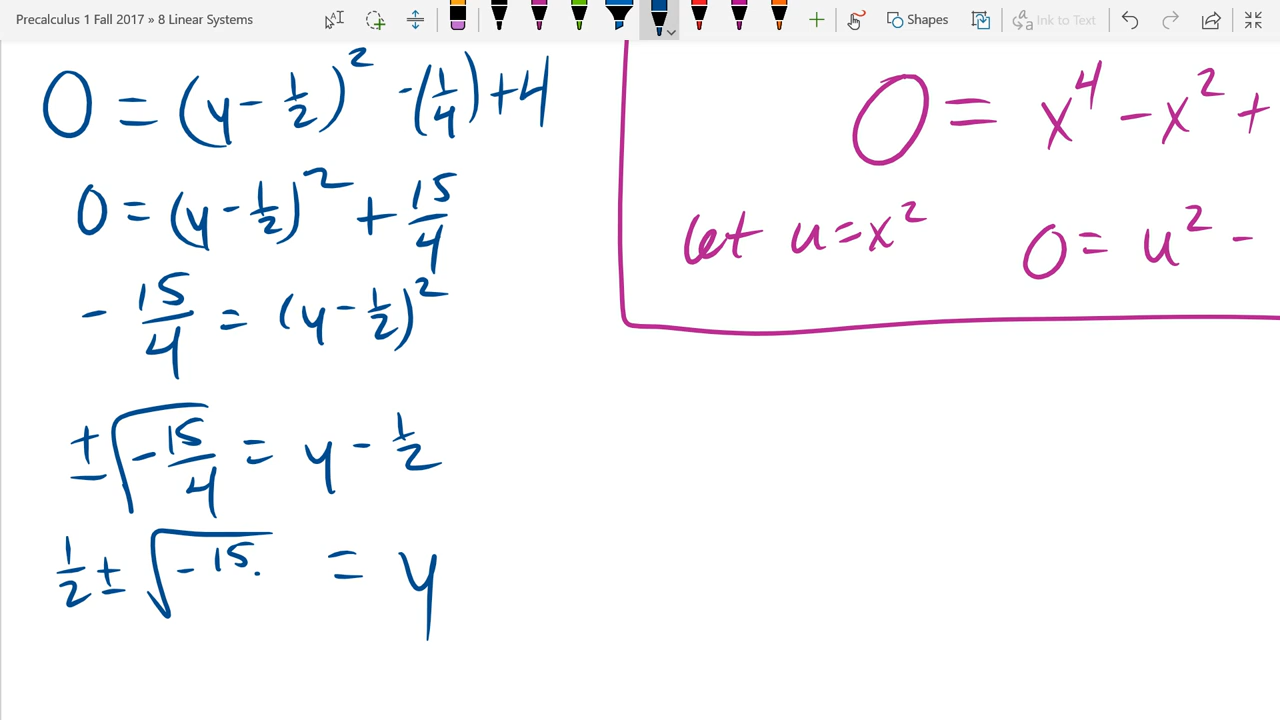 Precalculus 1 Fall 2017 » 8 Linear Systems
Shapes
Ink to Text
0 = (y - 1/2)² - (1/4) + 4
0 = (y - 1/2)² + 15/4
- 15/4 = (y - 1/2)²
± √(-15/4) = y - 1/2
1/2 ± √(-15. = y
0 = x⁴ - x² +
let u = x² 0 = u² -